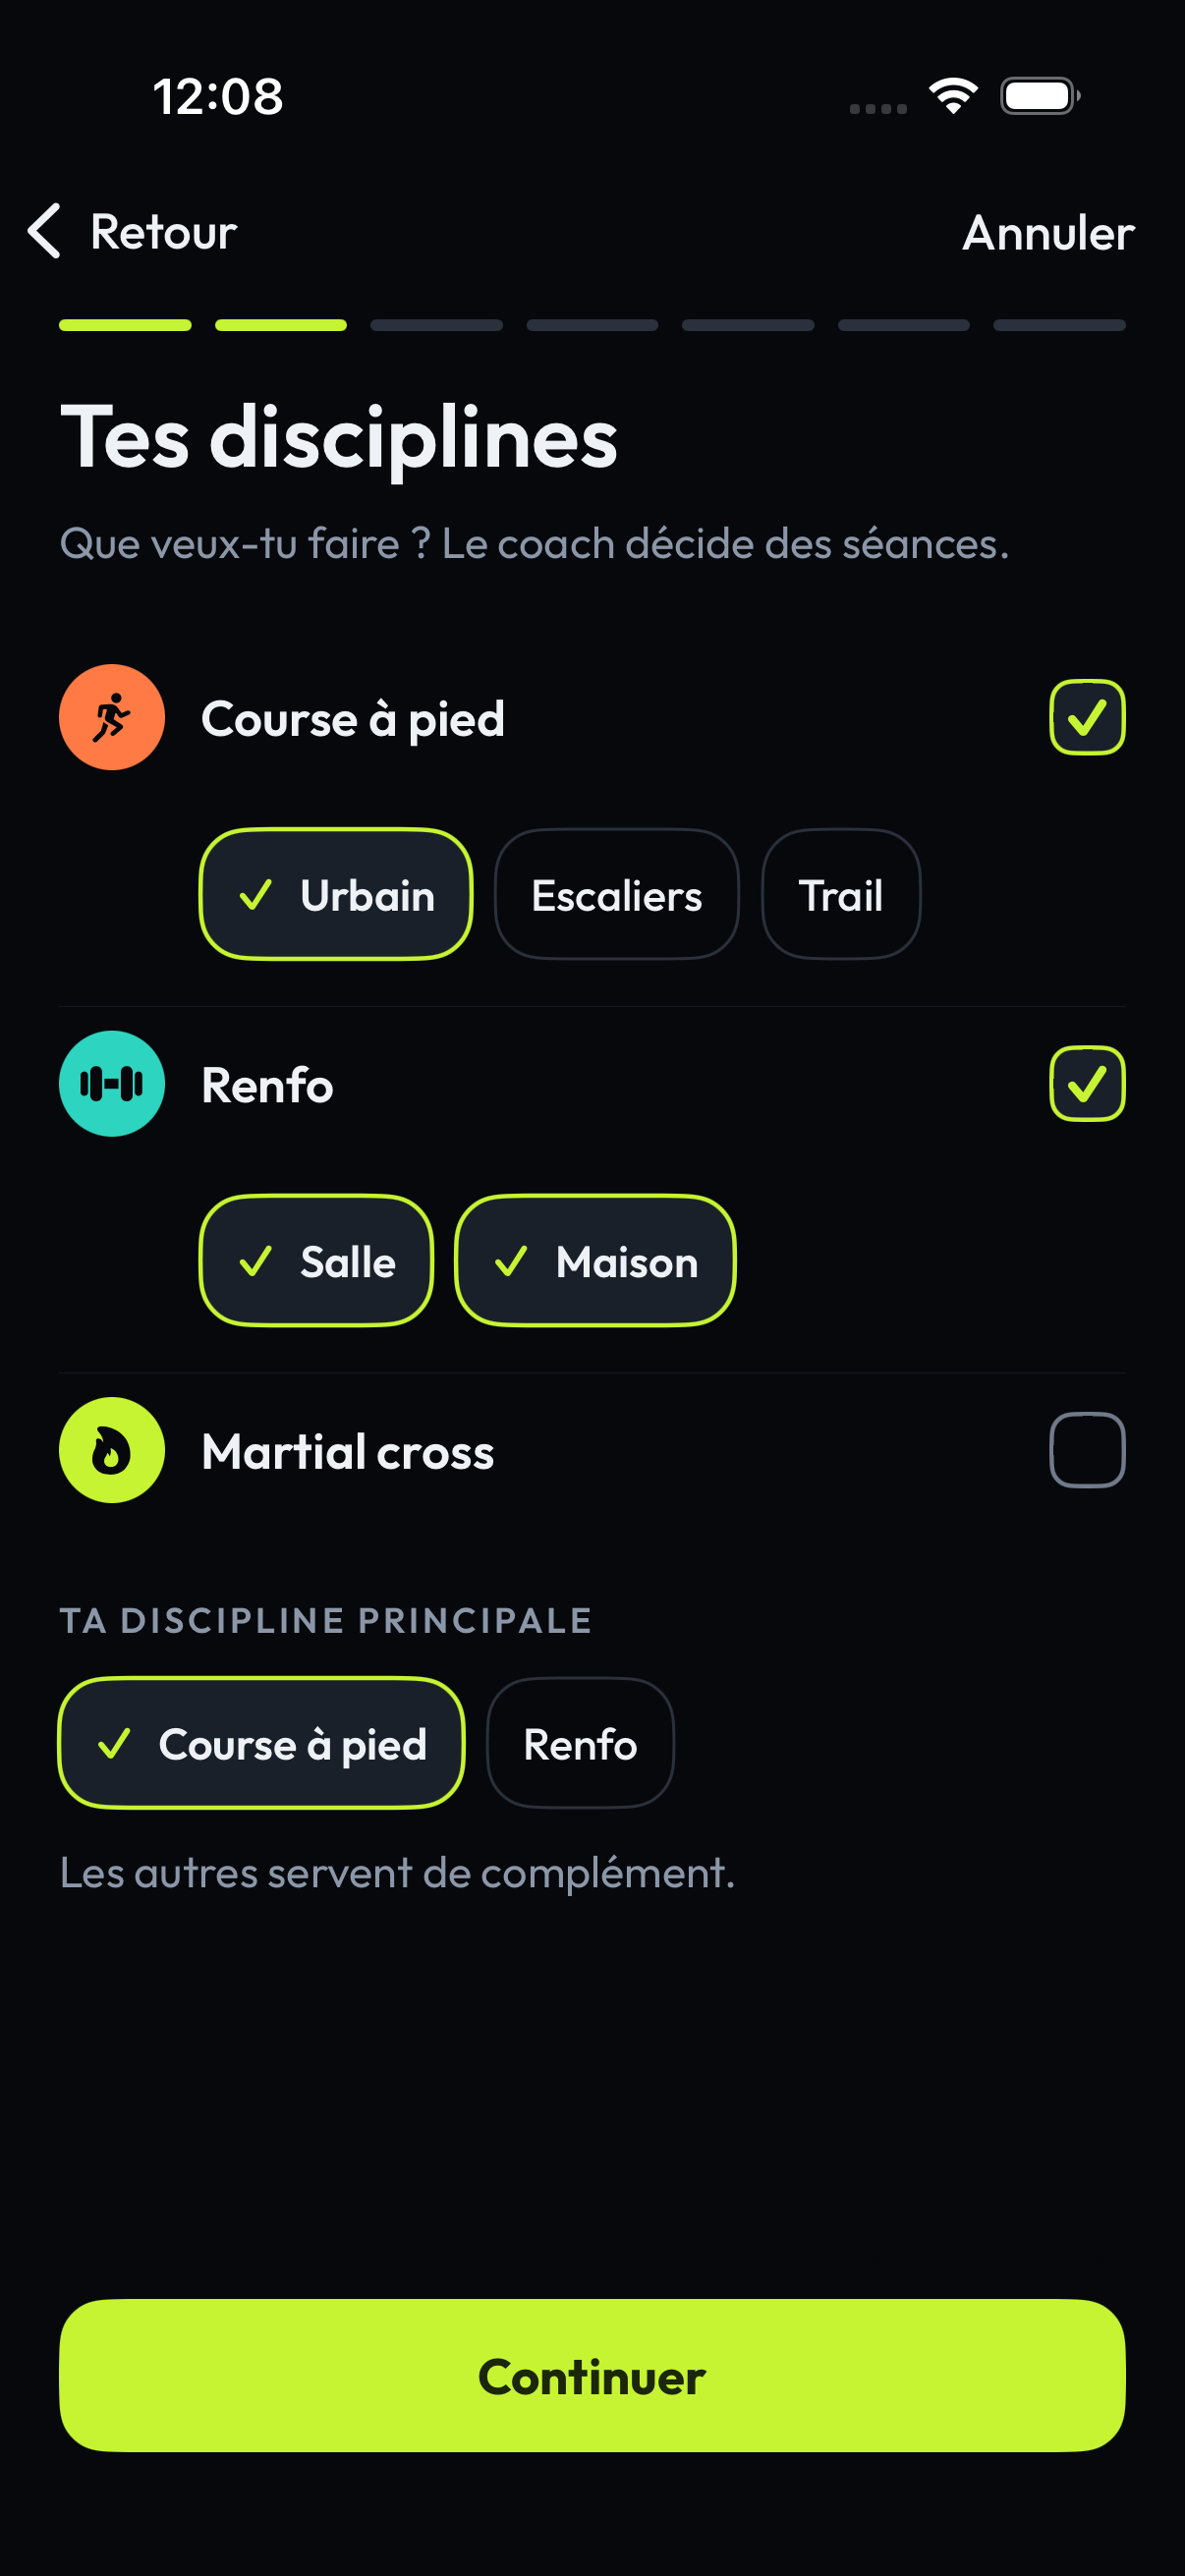 12:08
Retour
Annuler
Tes disciplines
Que veux-tu faire ? Le coach décide des séances.
Course à pied
Urbain
Escaliers
Trail
Renfo
Salle
Maison
Martial cross
TA DISCIPLINE PRINCIPALE
Course à pied
Renfo
Les autres servent de complément.
Continuer